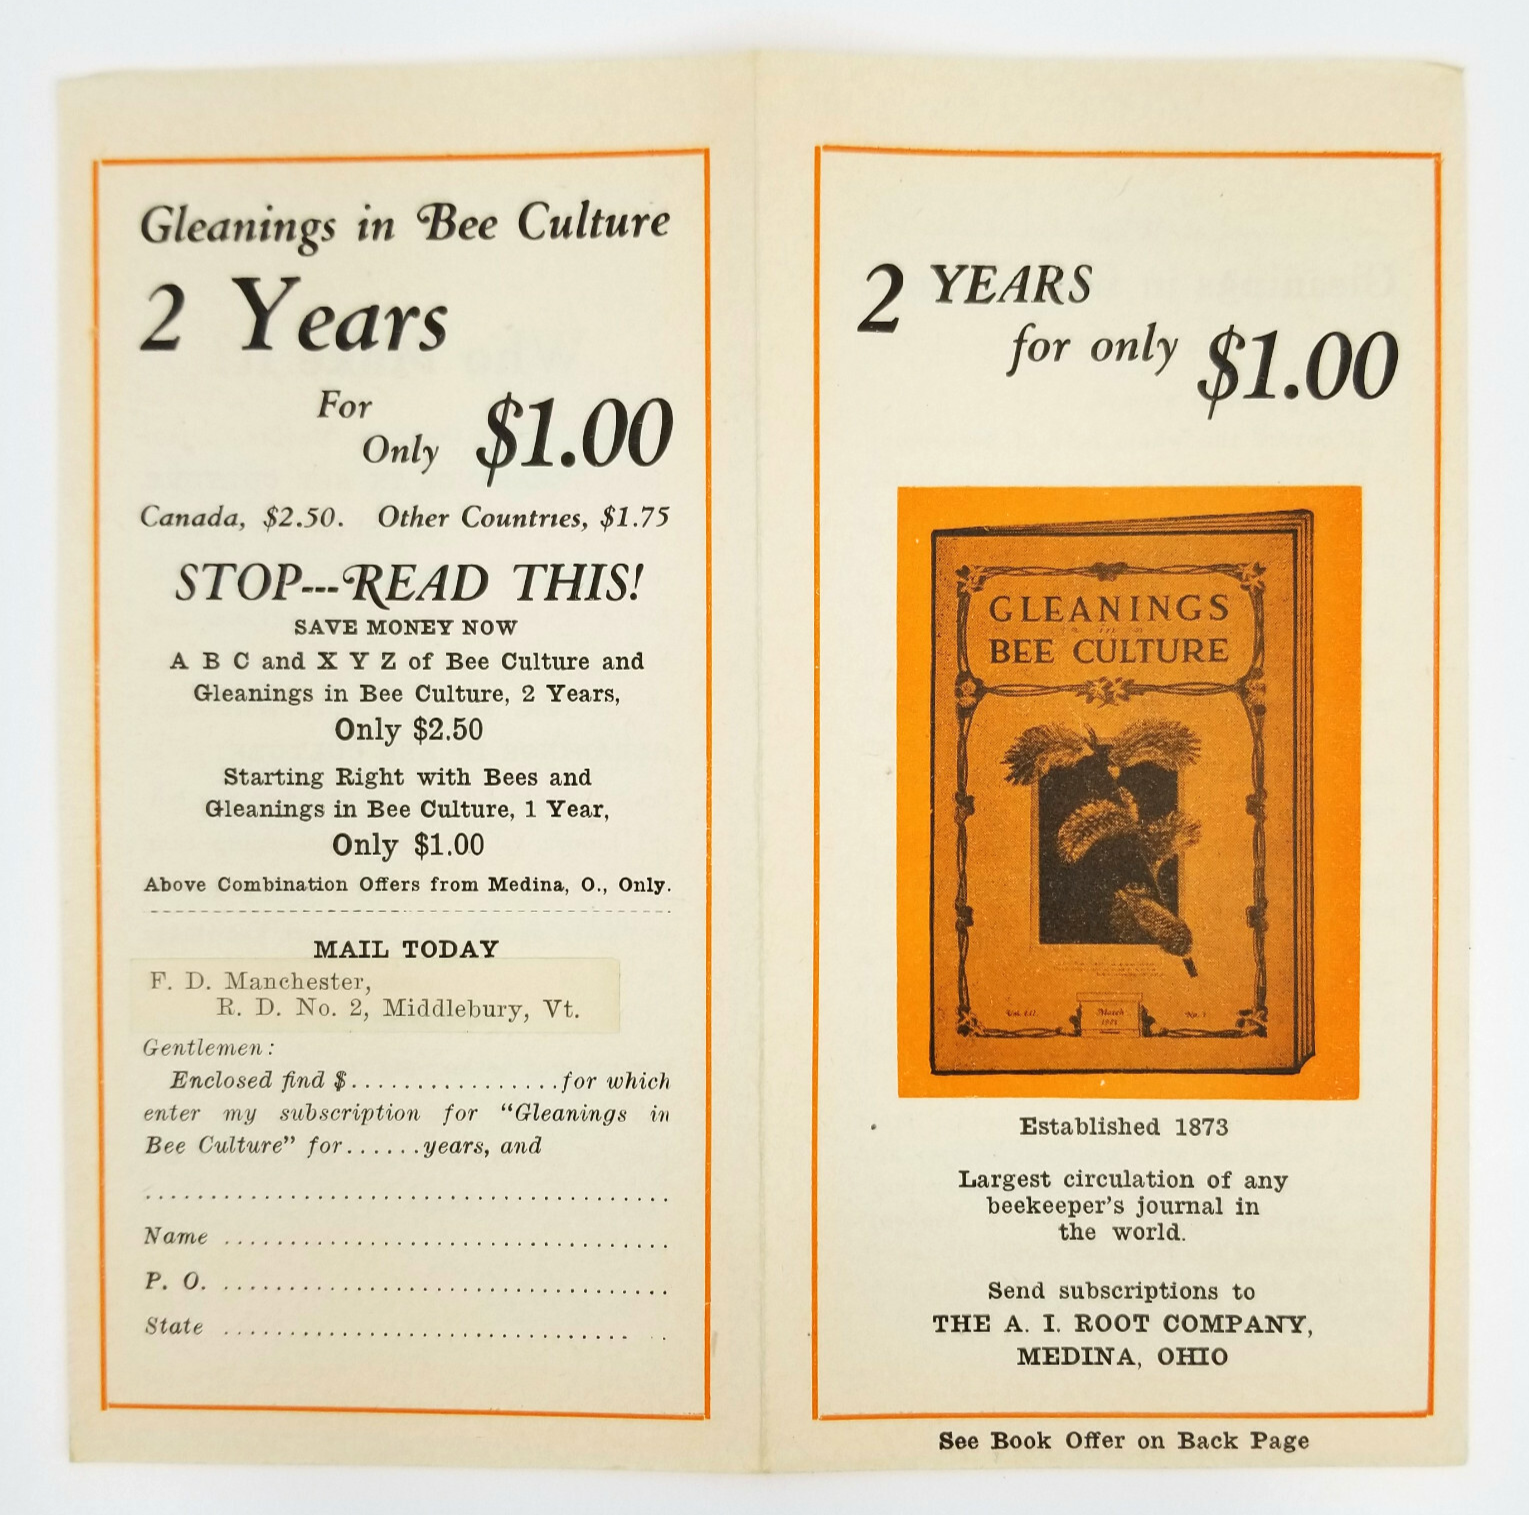 Gleanings in Bee Culture
2 Years
For
Only $1.00
Canada, $2.50. Other Countries, $1.75
STOP---READ THIS!
SAVE MONEY NOW
A B C and X Y Z of Bee Culture and
Gleanings in Bee Culture, 2 Years,
Only $2.50
Starting Right with Bees and
Gleanings in Bee Culture, 1 Year,
Only $1.00
Above Combination Offers from Medina, O., Only.
MAIL TODAY
F. D. Manchester,
R. D. No. 2, Middlebury, Vt.
Gentlemen:
Enclosed find $................for which
enter my subscription for "Gleanings in
Bee Culture" for......years, and
........................................
Name ..................................
P. O. ..................................
State ..................................
2 YEARS
for only $1.00
GLEANINGS
in
BEE CULTURE
March
Established 1873
Largest circulation of any
beekeeper's journal in
the world.
Send subscriptions to
THE A. I. ROOT COMPANY,
MEDINA, OHIO
See Book Offer on Back Page